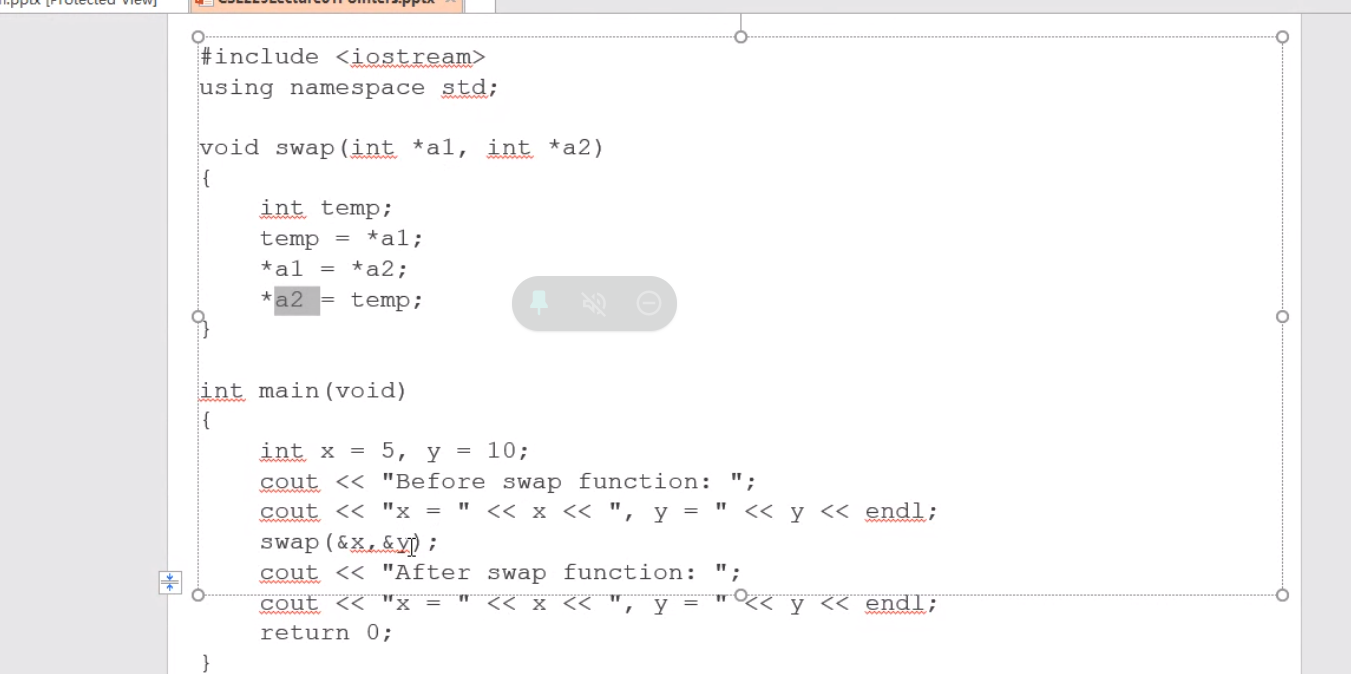 [Protected View]
#include <iostream>
using namespace std;
void swap(int *a1, int *a2)
{
    int temp;
    temp = *a1;
    *a1 = *a2;
    *a2 = temp;
}
int main(void)
{
    int x = 5, y = 10;
    cout << "Before swap function: ";
    cout << "x = " << x << ", y = " << y << endl;
    swap(&x,&y);
    cout << "After swap function: ";
    cout << "x = " << x << ", y = " << y << endl;
    return 0;
}